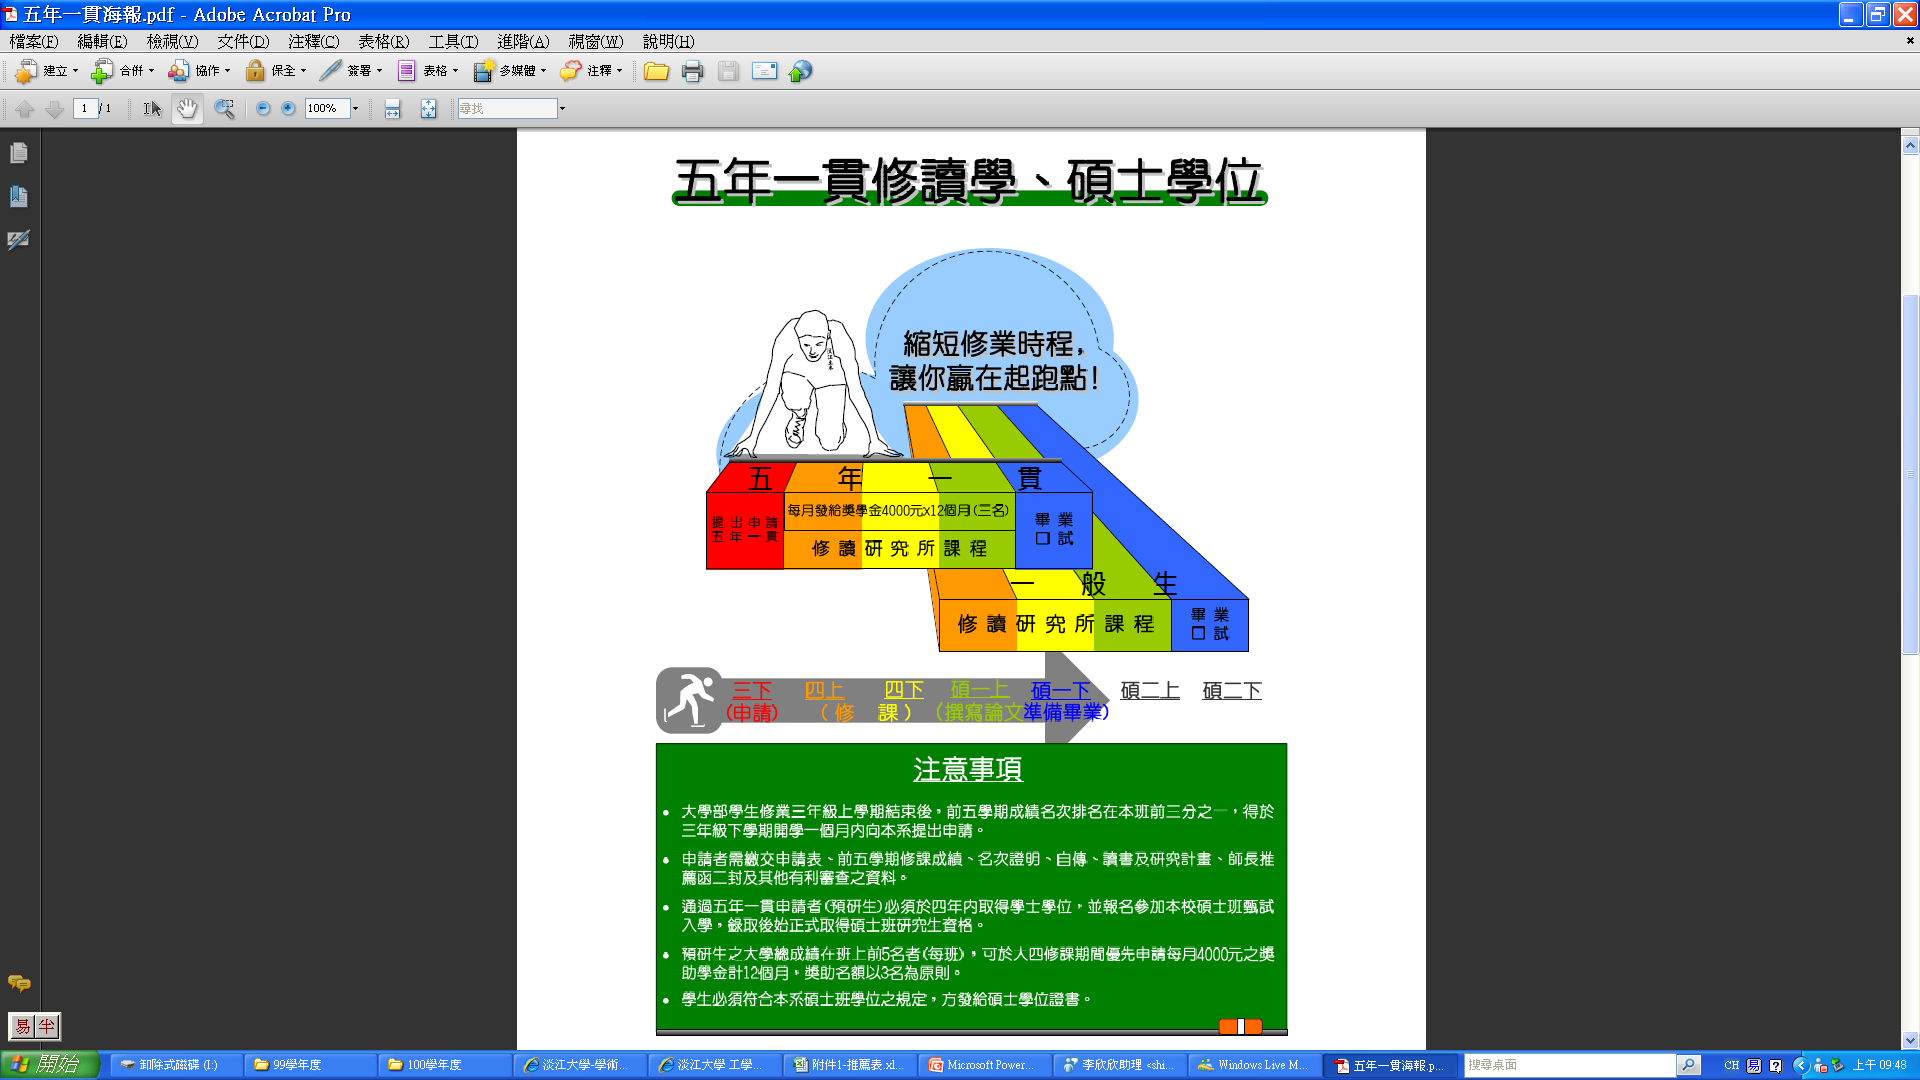 五年一貫海報.pdf - Adobe Acrobat Pro
檔案(F) 編輯(E) 檢視(V) 文件(D) 注釋(C) 表格(R) 工具(T) 進階(A) 視窗(W) 說明(H)
建立 合併 協作 保全 簽署 表格 多媒體 注釋
1 / 1 100% 尋找
五年一貫修讀學、碩士學位
縮短修業時程,
讓你贏在起跑點!
五年一貫
提出申請
五年一貫
每月發給獎學金4000元x12個月(三名)
修讀研究所課程
畢業
口試
一般生
修讀研究所課程
畢業
口試
三下 四上 四下 碩一上 碩一下 碩二上 碩二下
(申請) (修 課) (撰寫論文準備畢業)
注意事項
• 大學部學生修業三年級上學期結束後,前五學期成績名次排名在本班前三分之一,得於
三年級下學期開學一個月内向本系提出申請。
• 申請者需繳交申請表、前五學期修課成績、名次證明、自傳、讀書及研究計畫、師長推
薦函二封及其他有利審查之資料。
• 通過五年一貫申請者(預研生)必須於四年内取得學士學位,並報名參加本校碩士班甄試
入學,錄取後始正式取得碩士班研究生資格。
• 預研生之大學總成績在班上前5名者(每班),可於大四修課期間優先申請每月4000元之獎
助學金計12個月,獎助名額以3名為原則。
• 學生必須符合本系碩士班學位之規定,方發給碩士學位證書。
易 半
開始 卸除式磁碟 (I:) 99學年度 100學年度 淡江大學-學術... 淡江大學 工學... 附件1-推薦表.xl... Microsoft Power... 李欣欣助理 <shi... Windows Live M... 五年一貫海報.p... 搜尋桌面 CH 易 上午 09:48